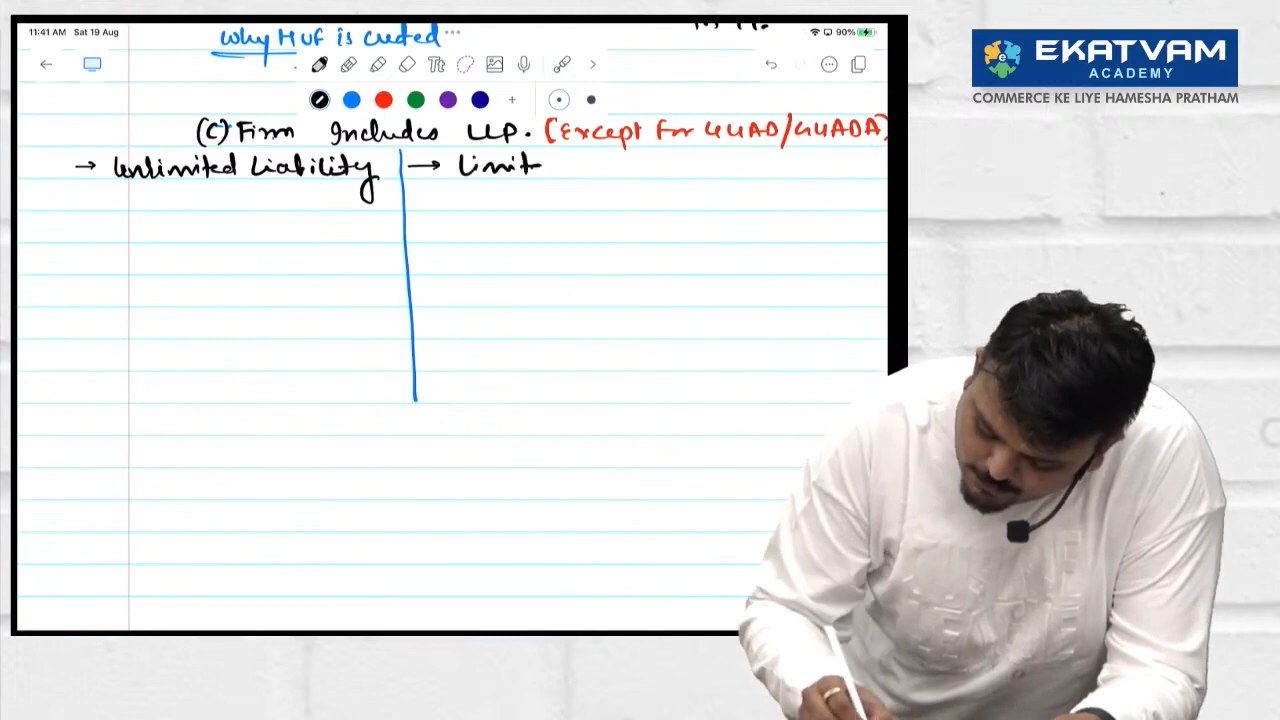 11:41 AM Sat 19 Aug
90%
Why HUF is created
Tt
EKATVAM
ACADEMY
COMMERCE KE LIYE HAMESHA PRATHAM
(C) Firm Includes LLP. [Except For 44AD/44ADA]
→ Unlimited Liability
→ Limit